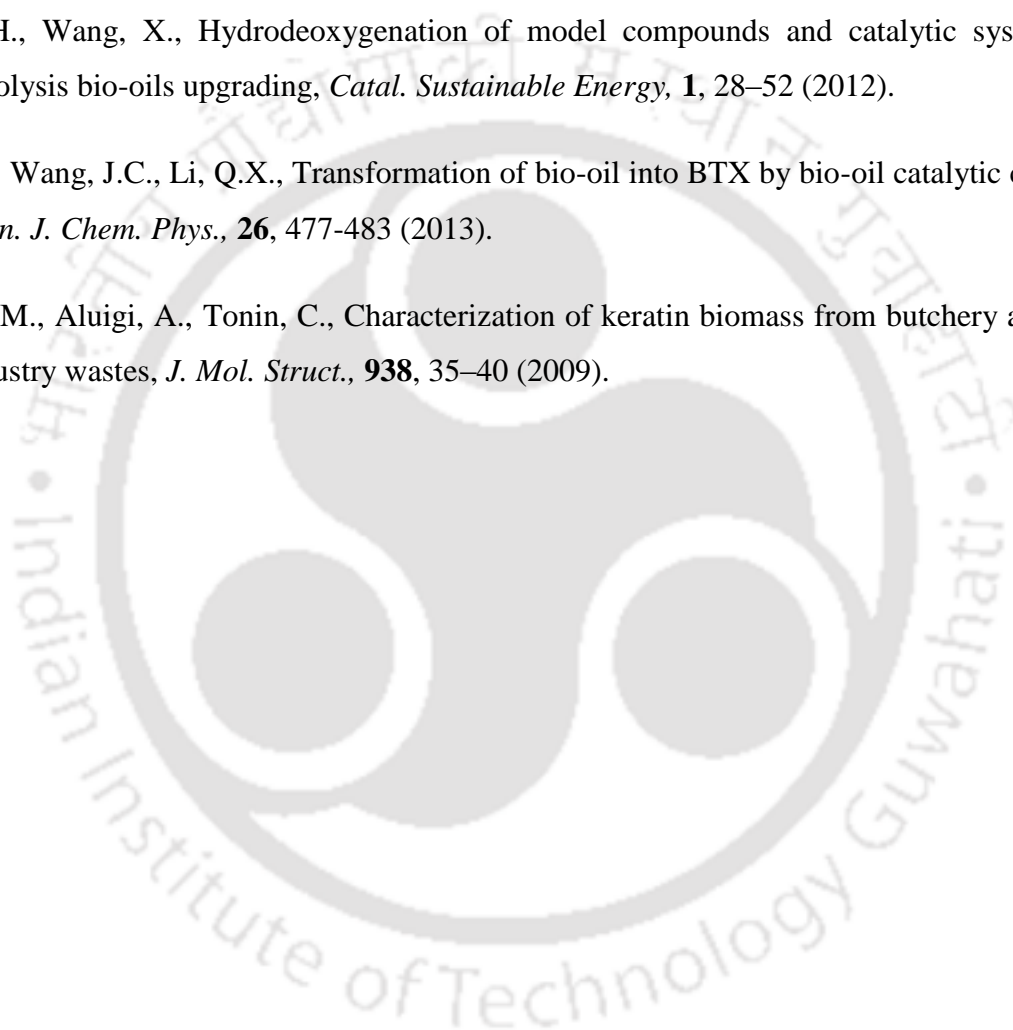 H., Wang, X., Hydrodeoxygenation of model compounds and catalytic sys
olysis bio-oils upgrading, Catal. Sustainable Energy, 1, 28–52 (2012).
Wang, J.C., Li, Q.X., Transformation of bio-oil into BTX by bio-oil catalytic
n. J. Chem. Phys., 26, 477-483 (2013).
M., Aluigi, A., Tonin, C., Characterization of keratin biomass from butchery a
ustry wastes, J. Mol. Struct., 938, 35–40 (2009).
Indian Institute of Technology Guwahati